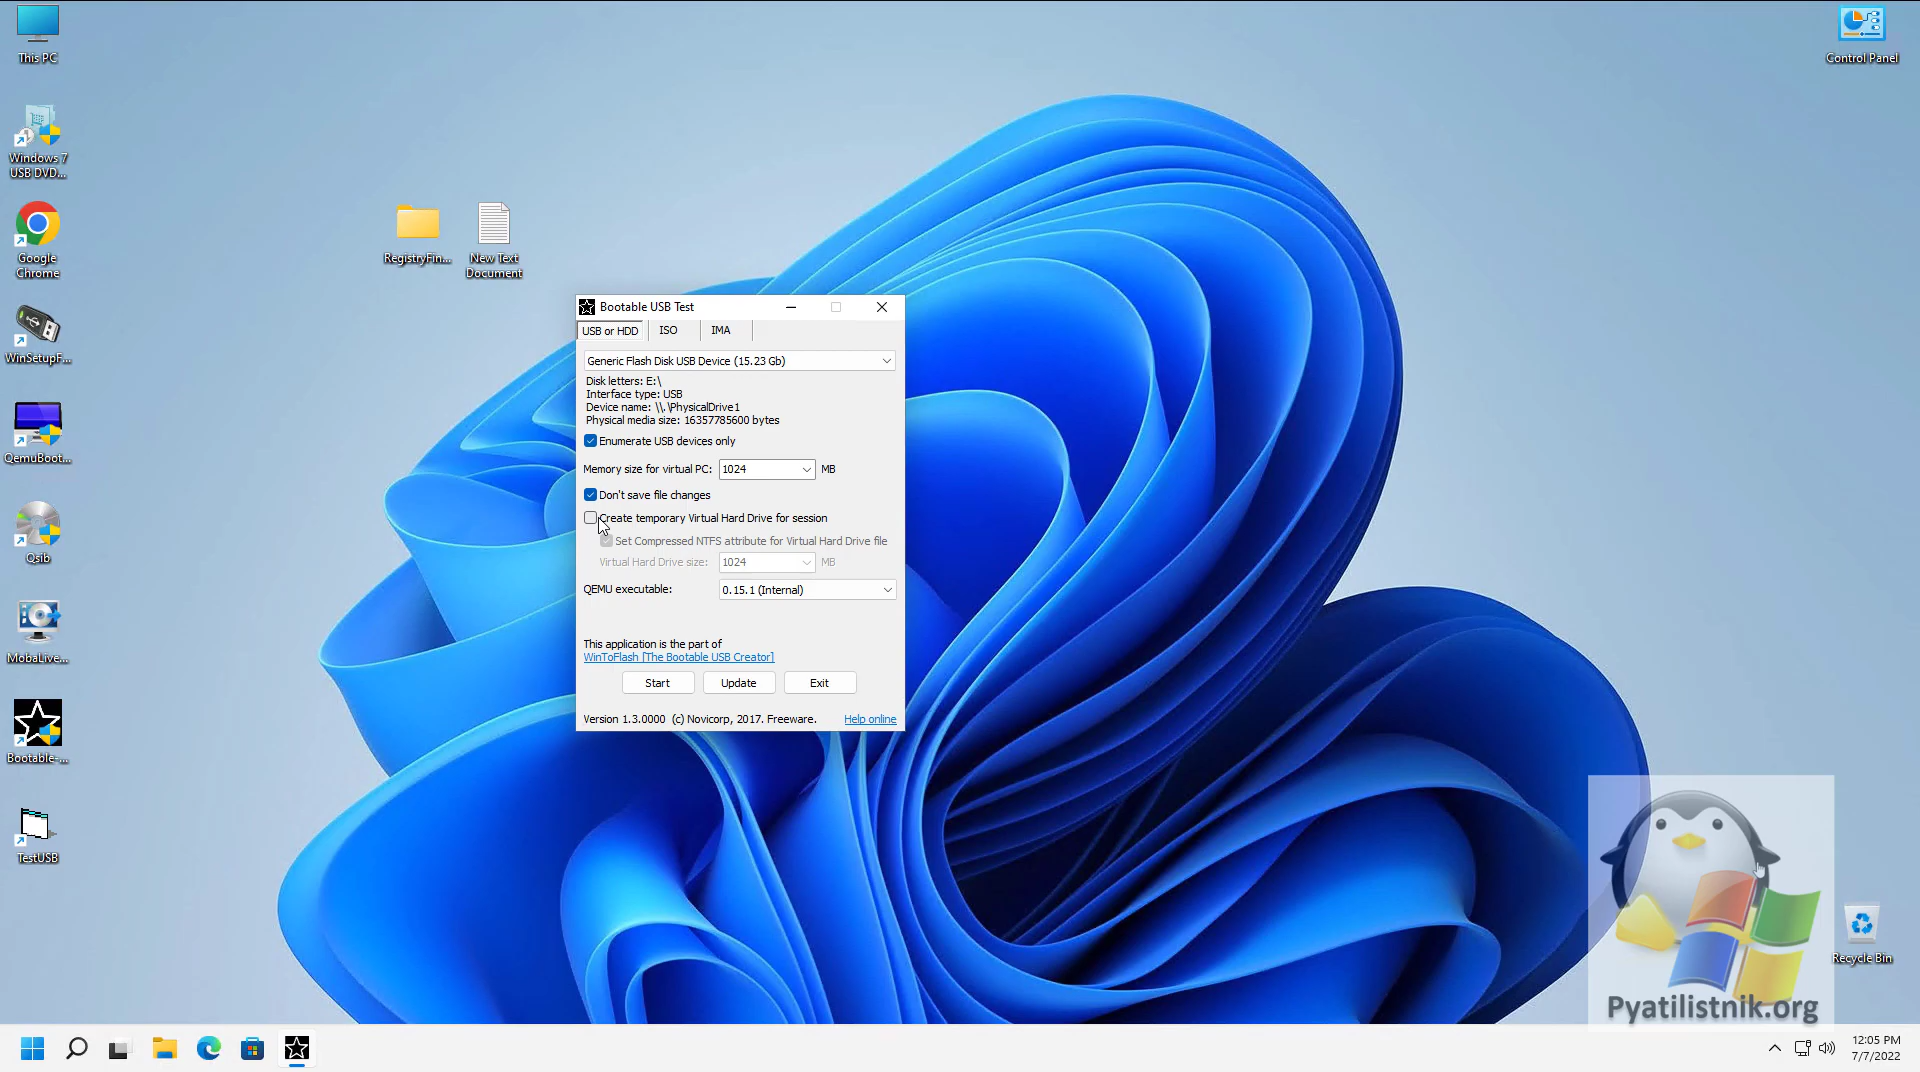 This PC
Control Panel
Windows 7
USB DVD...
Google
Chrome
RegistryFin...
New Text
Document
WinSetupF...
QemuBoot...
Qsib
MobaLive...
Bootable-...
TestUSB
Bootable USB Test
USB or HDD
ISO
IMA
Generic Flash Disk USB Device (15.23 Gb)
Disk letters: E:\
Interface type: USB
Device name: \\.\PhysicalDrive1
Physical media size: 16357785600 bytes
Enumerate USB devices only
Memory size for virtual PC: 1024 MB
Don't save file changes
Create temporary Virtual Hard Drive for session
Set Compressed NTFS attribute for Virtual Hard Drive file
Virtual Hard Drive size: 1024 MB
QEMU executable: 0.15.1 (Internal)
This application is the part of
WinToFlash [The Bootable USB Creator]
Start
Update
Exit
Version 1.3.0000 (c) Novicorp, 2017. Freeware.
Help online
Recycle Bin
Pyatilistnik.org
12:05 PM
7/7/2022